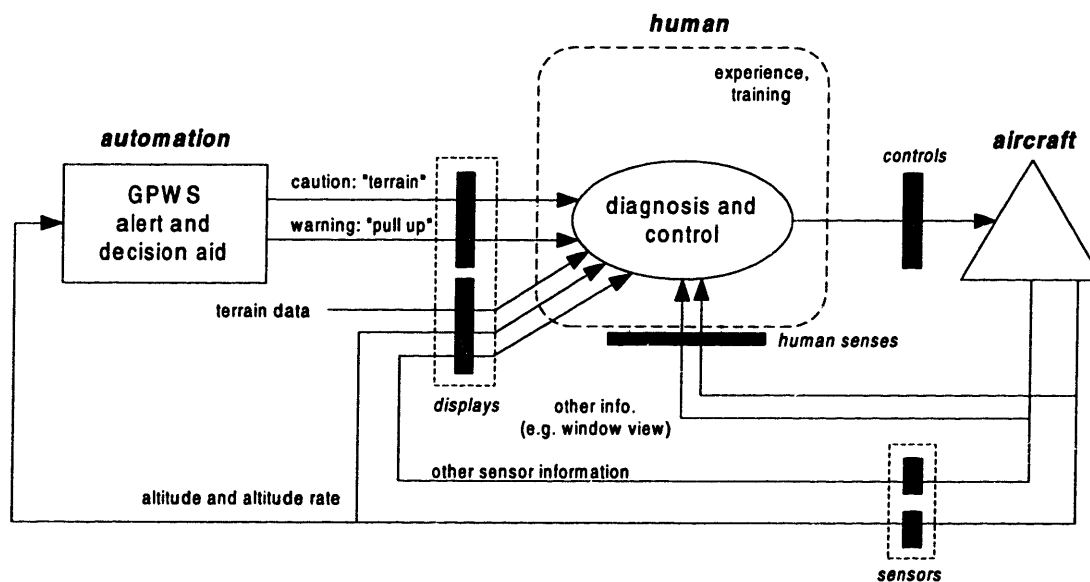 human
experience,
training
automation
aircraft
controls
GPWS
alert and
decision aid
caution: "terrain"
warning: "pull up"
diagnosis and
control
terrain data
human senses
displays
other info.
(e.g. window view)
other sensor information
altitude and altitude rate
sensors